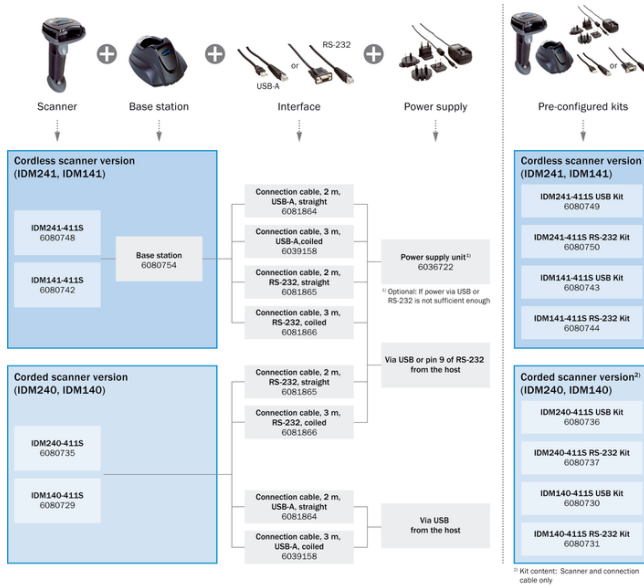 RS-232
or
USB-A
or
Scanner
Base station
Interface
Power supply
Pre-configured kits
Cordless scanner version
(IDM241, IDM141)
IDM241-411S
6080748
IDM141-411S
6080742
Base station
6080754
Connection cable, 2 m,
USB-A, straight
6081864
Connection cable, 3 m,
USB-A,coiled
6039158
Connection cable, 2 m,
RS-232, straight
6081865
Connection cable, 3 m,
RS-232, coiled
6081866
Power supply unit¹⁾
6036722
¹⁾ Optional: If power via USB or
RS-232 is not sufficient enough
Via USB or pin 9 of RS-232
from the host
Cordless scanner version
(IDM241, IDM141)
IDM241-411S USB Kit
6080749
IDM241-411S RS-232 Kit
6080750
IDM141-411S USB Kit
6080743
IDM141-411S RS-232 Kit
6080744
Corded scanner version
(IDM240, IDM140)
IDM240-411S
6080735
IDM140-411S
6080729
Connection cable, 2 m,
RS-232, straight
6081865
Connection cable, 3 m,
RS-232, coiled
6081866
Connection cable, 2 m,
USB-A, straight
6081864
Connection cable, 3 m,
USB-A, coiled
6039158
Via USB
from the host
Corded scanner version²⁾
(IDM240, IDM140)
IDM240-411S USB Kit
6080736
IDM240-411S RS-232 Kit
6080737
IDM140-411S USB Kit
6080730
IDM140-411S RS-232 Kit
6080731
²⁾ Kit content: Scanner and connection
cable only